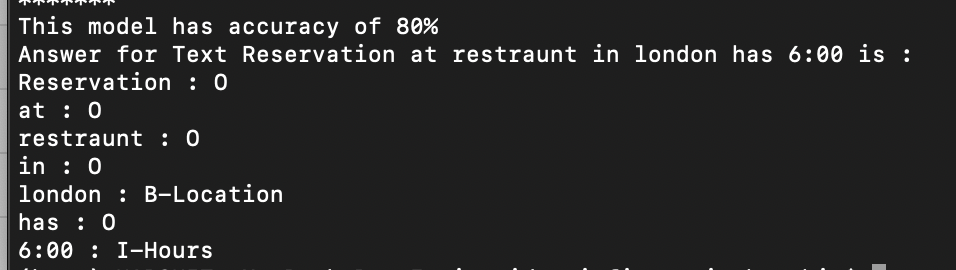 *******
This model has accuracy of 80%
Answer for Text Reservation at restraunt in london has 6:00 is :
Reservation : O
at : O
restraunt : O
in : O
london : B-Location
has : O
6:00 : I-Hours